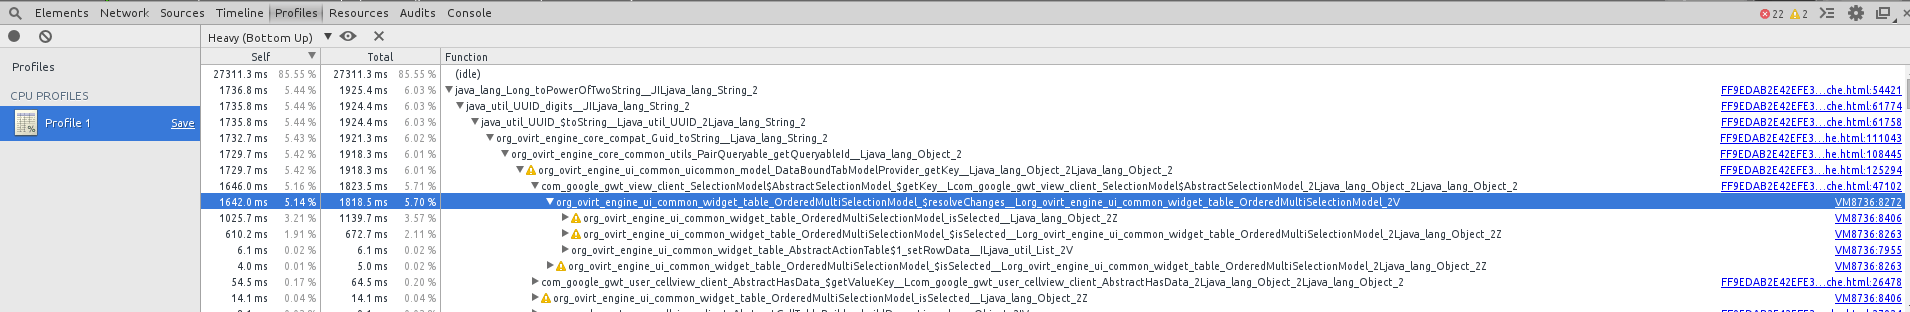 Elements Network Sources Timeline Profiles Resources Audits Console 22 2
Heavy (Bottom Up)
Profiles
CPU PROFILES
Profile 1 Save
Self Total Function
27311.3 ms 85.55 % 27311.3 ms 85.55 % (idle)
1736.8 ms 5.44 % 1925.4 ms 6.03 % java_lang_Long_toPowerOfTwoString__JILjava_lang_String_2 FF9EDAB2E42EFE3...che.html:54421
1735.8 ms 5.44 % 1924.4 ms 6.03 % java_util_UUID_digits__JILjava_lang_String_2 FF9EDAB2E42EFE3...che.html:61774
1735.8 ms 5.44 % 1924.4 ms 6.03 % java_util_UUID_$toString__Ljava_util_UUID_2Ljava_lang_String_2 FF9EDAB2E42EFE3...che.html:61758
1732.7 ms 5.43 % 1921.3 ms 6.02 % org_ovirt_engine_core_compat_Guid_toString__Ljava_lang_String_2 FF9EDAB2E42EFE3...he.html:111043
1729.7 ms 5.42 % 1918.3 ms 6.01 % org_ovirt_engine_core_common_utils_PairQueryable_getQueryableId__Ljava_lang_Object_2 FF9EDAB2E42EFE3...he.html:108445
1729.7 ms 5.42 % 1918.3 ms 6.01 % org_ovirt_engine_ui_common_uicommon_model_DataBoundTabModelProvider_getKey__Ljava_lang_Object_2Ljava_lang_Object_2 FF9EDAB2E42EFE3...he.html:125294
1646.0 ms 5.16 % 1823.5 ms 5.71 % com_google_gwt_view_client_SelectionModel$AbstractSelectionModel_$getKey__Lcom_google_gwt_view_client_SelectionModel$AbstractSelectionModel_2Ljava_lang_Object_2Ljava_lang_Object_2 FF9EDAB2E42EFE3...che.html:47102
1642.0 ms 5.14 % 1818.5 ms 5.70 % org_ovirt_engine_ui_common_widget_table_OrderedMultiSelectionModel_$resolveChanges__Lorg_ovirt_engine_ui_common_widget_table_OrderedMultiSelectionModel_2V VM8736:8272
1025.7 ms 3.21 % 1139.7 ms 3.57 % org_ovirt_engine_ui_common_widget_table_OrderedMultiSelectionModel_isSelected__Ljava_lang_Object_2Z VM8736:8406
610.2 ms 1.91 % 672.7 ms 2.11 % org_ovirt_engine_ui_common_widget_table_OrderedMultiSelectionModel_$isSelected__Lorg_ovirt_engine_ui_common_widget_table_OrderedMultiSelectionModel_2Ljava_lang_Object_2Z VM8736:8263
6.1 ms 0.02 % 6.1 ms 0.02 % org_ovirt_engine_ui_common_widget_table_AbstractActionTable$1_setRowData__ILjava_util_List_2V VM8736:7955
4.0 ms 0.01 % 5.0 ms 0.02 % org_ovirt_engine_ui_common_widget_table_OrderedMultiSelectionModel_$isSelected__Lorg_ovirt_engine_ui_common_widget_table_OrderedMultiSelectionModel_2Ljava_lang_Object_2Z VM8736:8263
54.5 ms 0.17 % 64.5 ms 0.20 % com_google_gwt_user_cellview_client_AbstractHasData_$getValueKey__Lcom_google_gwt_user_cellview_client_AbstractHasData_2Ljava_lang_Object_2Ljava_lang_Object_2 FF9EDAB2E42EFE3...che.html:26478
14.1 ms 0.04 % 14.1 ms 0.04 % org_ovirt_engine_ui_common_widget_table_OrderedMultiSelectionModel_isSelected__Ljava_lang_Object_2Z VM8736:8406